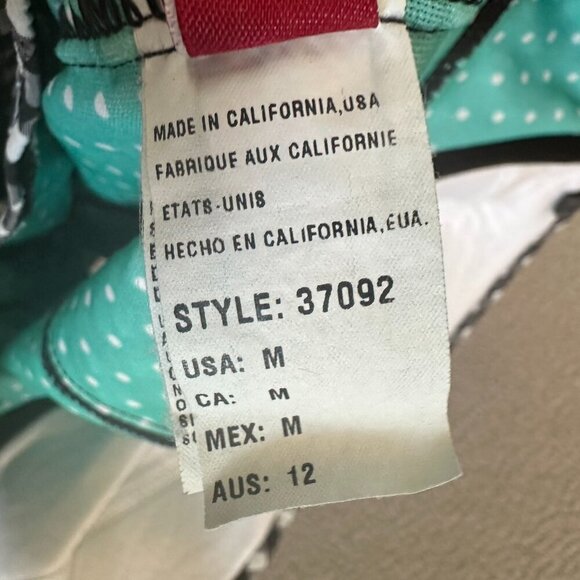 MADE IN CALIFORNIA,USA
FABRIQUE AUX CALIFORNIE
ETATS-UNIS
HECHO EN CALIFORNIA,EUA.
STYLE: 37092
USA: M
CA: M
MEX: M
AUS: 12